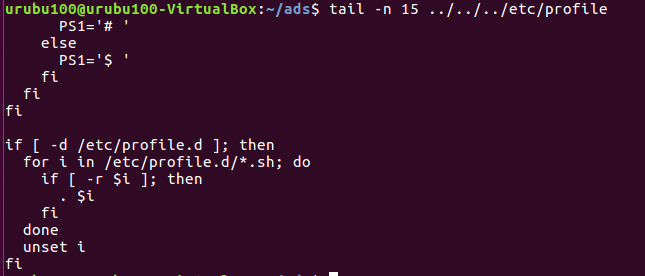 urubu100@urubu100-VirtualBox:~/ads$ tail -n 15 ../../../etc/profile
      PS1='# '
    else
      PS1='$ '
    fi
  fi
fi

if [ -d /etc/profile.d ]; then
  for i in /etc/profile.d/*.sh; do
    if [ -r $i ]; then
      . $i
    fi
  done
  unset i
fi